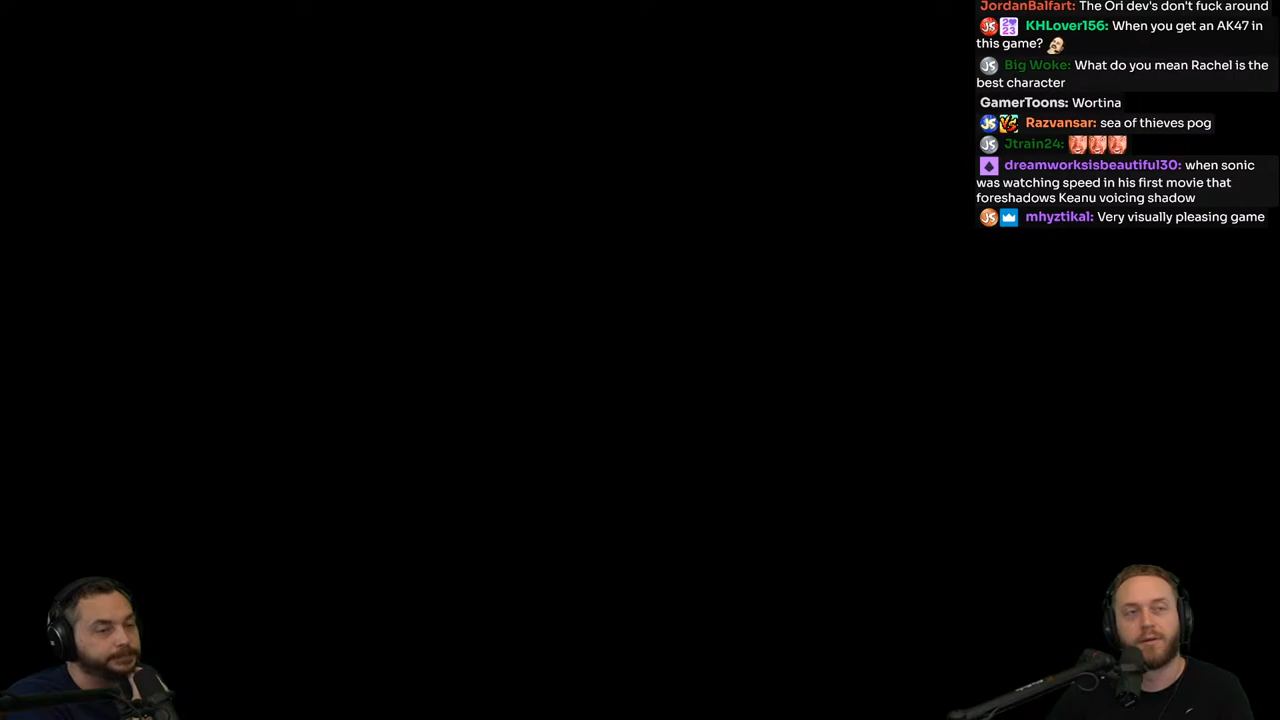 JordanBalfart: The Ori dev's don't fuck around
KHLover156: When you get an AK47 in
this game?
Big Woke: What do you mean Rachel is the
best character
GamerToons: Wortina
Razvansar: sea of thieves pog
Jtrain24:
dreamworksisbeautiful30: when sonic
was watching speed in his first movie that
foreshadows Keanu voicing shadow
mhyztikal: Very visually pleasing game